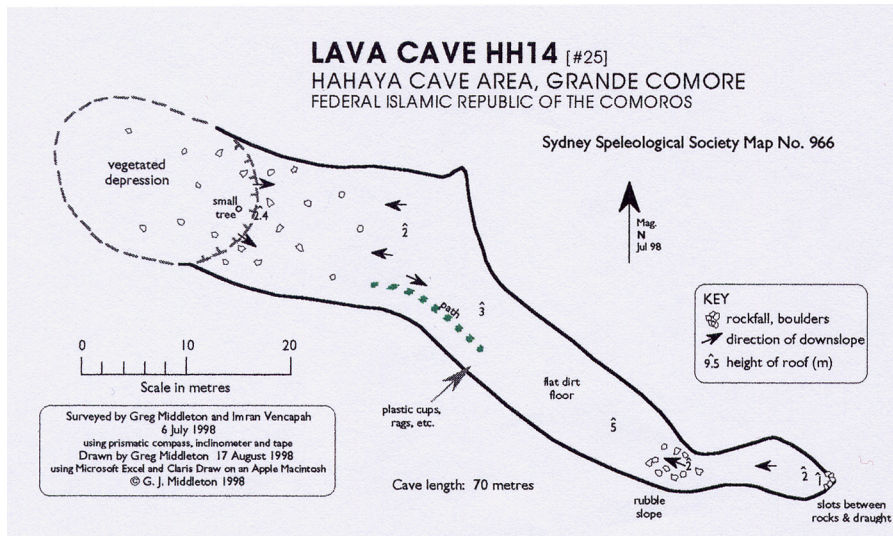 LAVA CAVE HH14 [#25]
HAHAYA CAVE AREA, GRANDE COMORE
FEDERAL ISLAMIC REPUBLIC OF THE COMOROS
Sydney Speleological Society Map No. 966
vegetated
depression
small
tree
2.4
2
Mag.
N
Jul 98
path
3
KEY
rockfall, boulders
direction of downslope
9.5 height of roof (m)
0 10 20
Scale in metres
flat dirt
floor
plastic cups,
rags, etc.
5
2
2
1
Surveyed by Greg Middleton and Imran Vencapah
6 July 1998
using prismatic compass, inclinometer and tape
Drawn by Greg Middleton 17 August 1998
using Microsoft Excel and Claris Draw on an Apple Macintosh
© G. J. Middleton 1998
Cave length: 70 metres
rubble
slope
slots between
rocks & draught